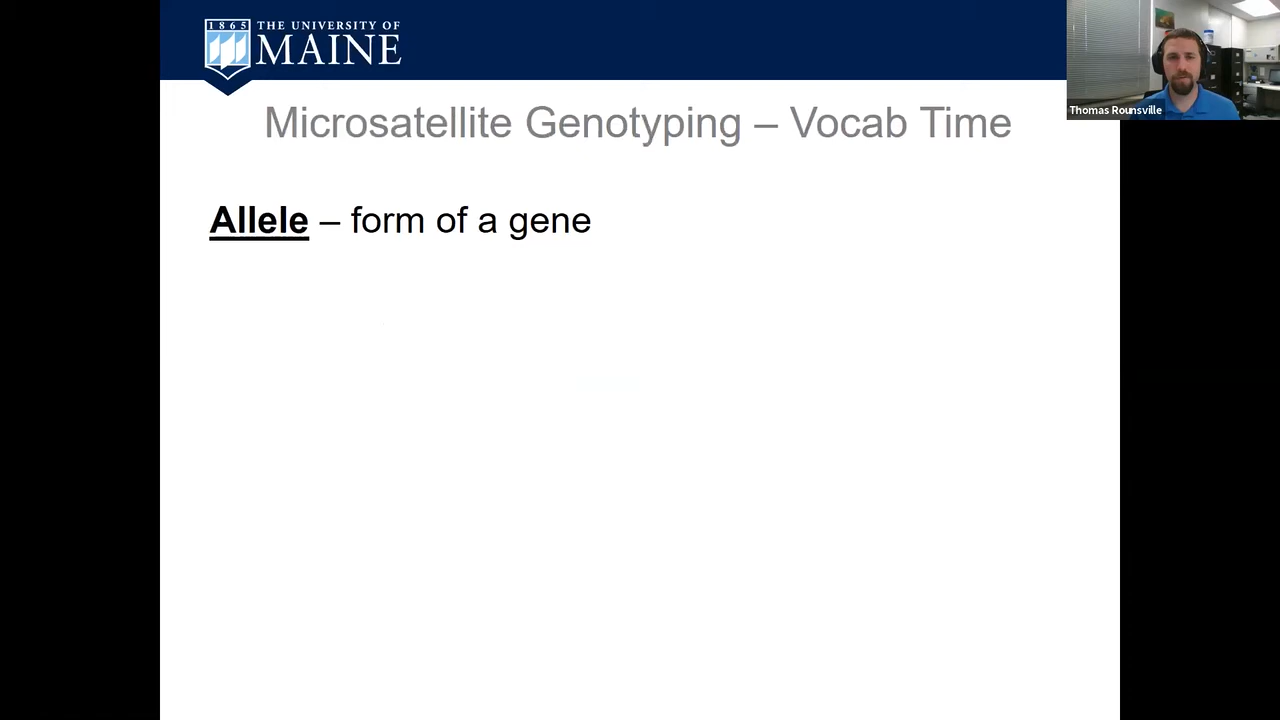 1865
THE UNIVERSITY OF
MAINE
Thomas Rounsville
Microsatellite Genotyping – Vocab Time
Allele – form of a gene